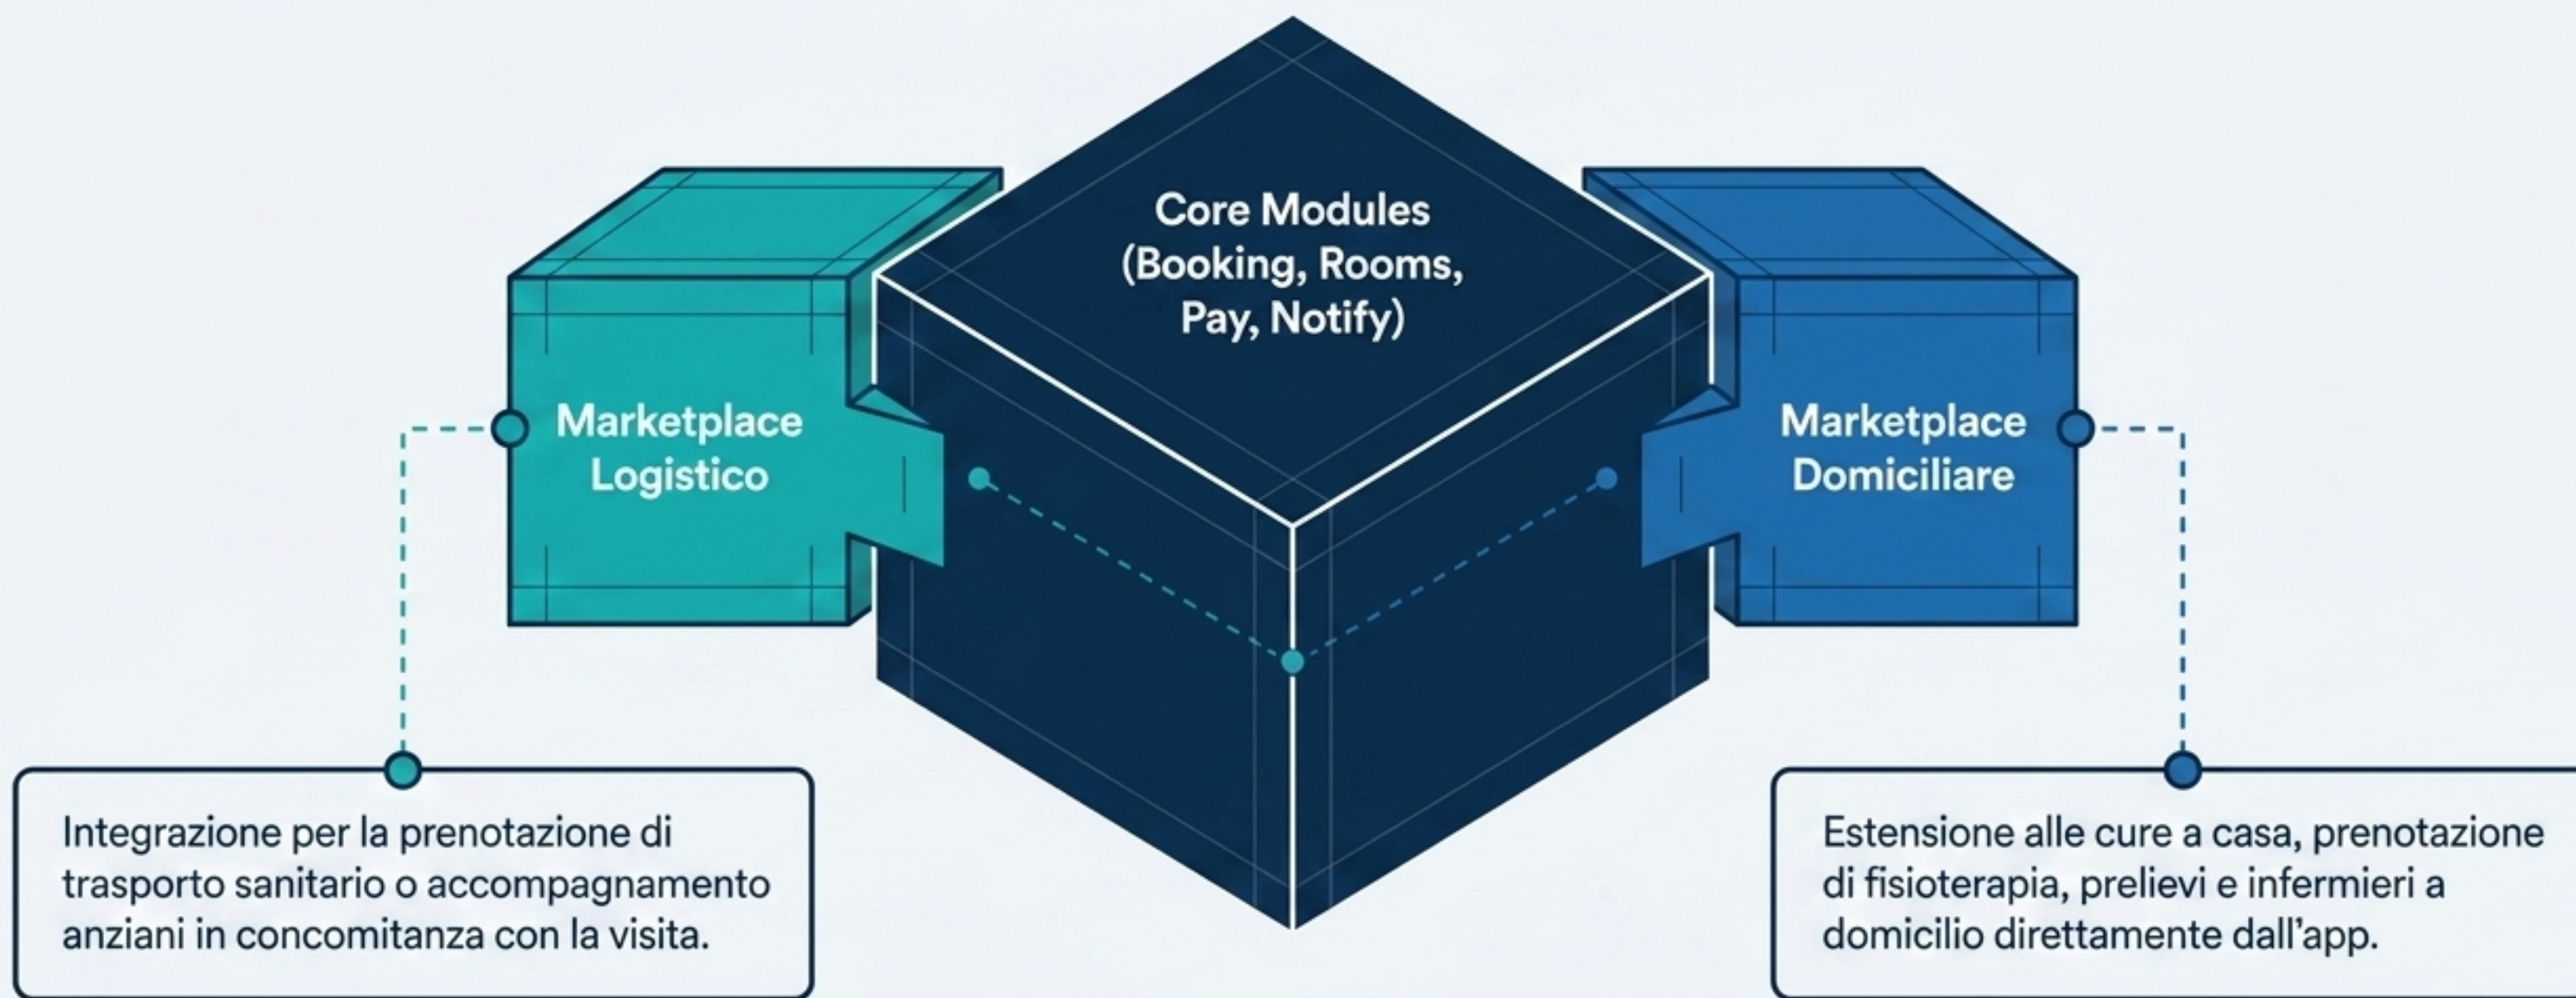 Core Modules
(Booking, Rooms,
Pay, Notify)
Marketplace
Logistico
Marketplace
Domiciliare
Integrazione per la prenotazione di
trasporto sanitario o accompagnamento
anziani in concomitanza con la visita.
Estensione alle cure a casa, prenotazione
di fisioterapia, prelievi e infermieri a
domicilio direttamente dall'app.